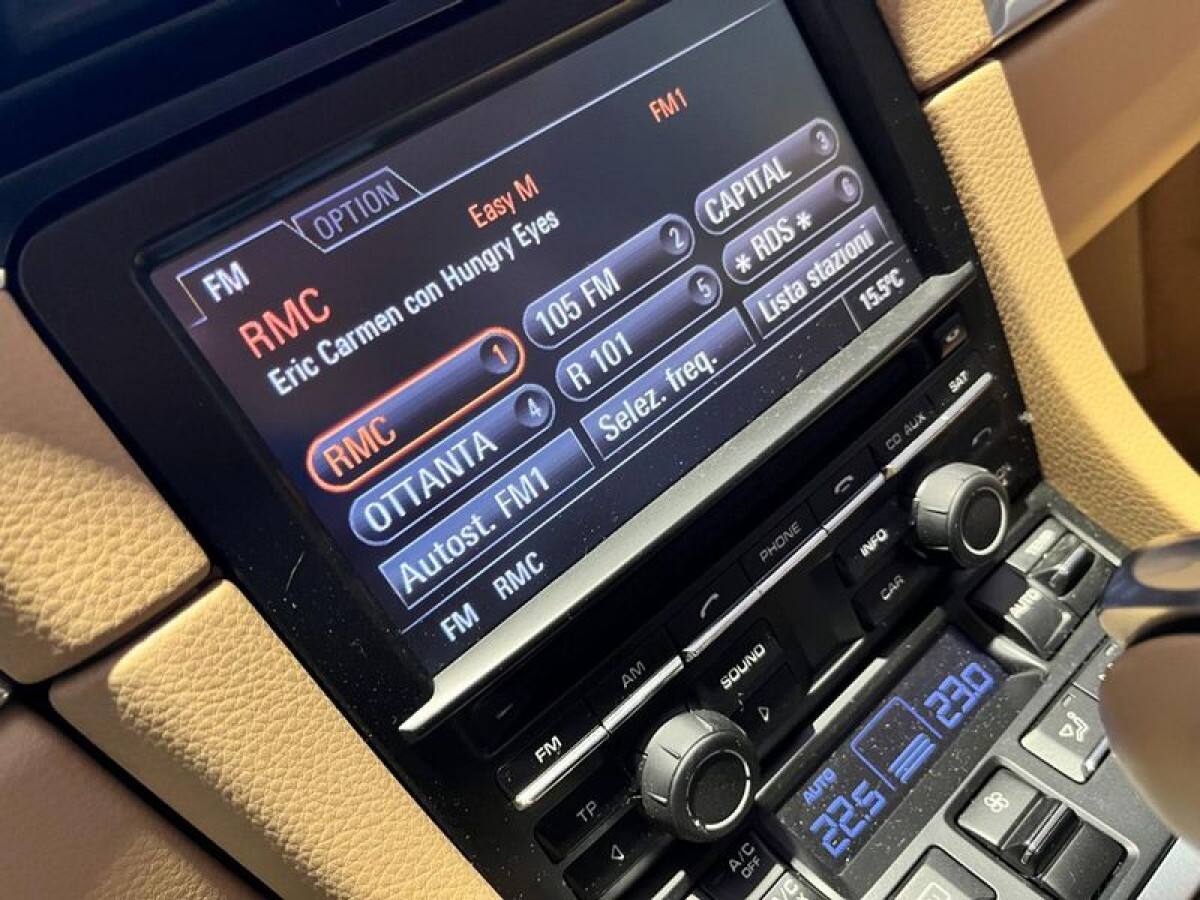 FM
OPTION
Easy M
FM1
RMC
Eric Carmen con Hungry Eyes
RMC 1
105 FM 2
CAPITAL 3
OTTANTA 4
R 101 5
* RDS * 6
Autost. FM1
Selez. freq.
Lista stazioni
FM RMC
15.5°C
FM
AM
PHONE
CD AUX
SAT
TP
SOUND
INFO
CAR
AUTO
22.5
23.0
AUTO
A/C
OFF